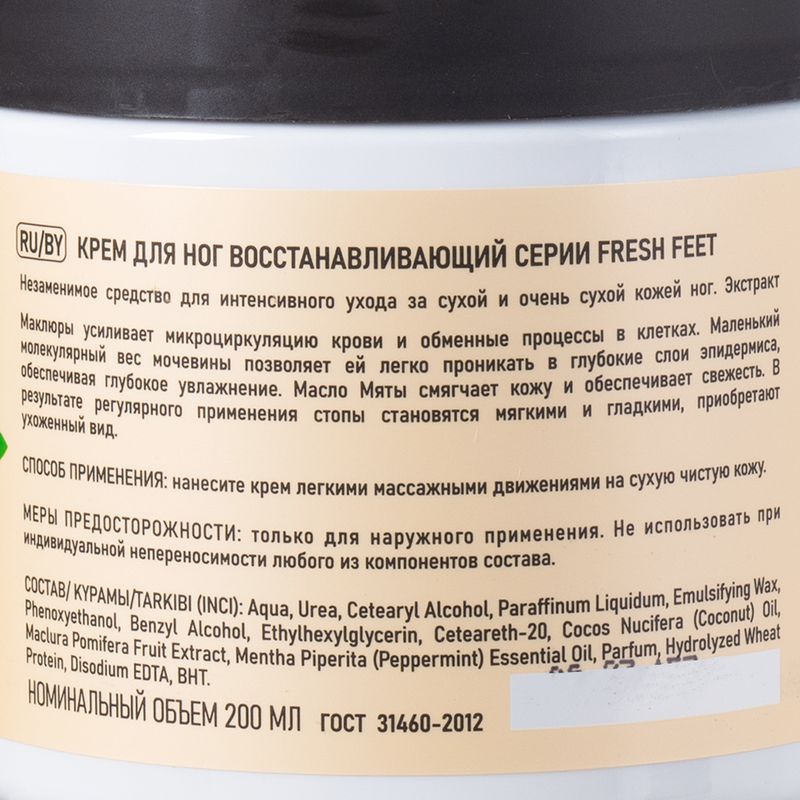 RU/BY КРЕМ ДЛЯ НОГ ВОССТАНАВЛИВАЮЩИЙ СЕРИИ FRESH FEET
Незаменимое средство для интенсивного ухода за сухой и очень сухой кожей ног. Экстракт
Маклюры усиливает микроциркуляцию крови и обменные процессы в клетках. Маленький
молекулярный вес мочевины позволяет ей легко проникать в глубокие слои эпидермиса,
обеспечивая глубокое увлажнение. Масло Мяты смягчает кожу и обеспечивает свежесть. В
результате регулярного применения стопы становятся мягкими и гладкими, приобретают
ухоженный вид.
СПОСОБ ПРИМЕНЕНИЯ: нанесите крем легкими массажными движениями на сухую чистую кожу.
МЕРЫ ПРЕДОСТОРОЖНОСТИ: только для наружного применения. Не использовать при
индивидуальной непереносимости любого из компонентов состава.
СОСТАВ/ КҰРАМЫ/TARKIBI (INCI): Aqua, Urea, Cetearyl Alcohol, Paraffinum Liquidum, Emulsifying Wax,
Phenoxyethanol, Benzyl Alcohol, Ethylhexylglycerin, Ceteareth-20, Cocos Nucifera (Coconut) Oil,
Maclura Pomifera Fruit Extract, Mentha Piperita (Peppermint) Essential Oil, Parfum, Hydrolyzed Wheat
Protein, Disodium EDTA, BHT.
НОМИНАЛЬНЫЙ ОБЪЕМ 200 МЛ ГОСТ 31460-2012